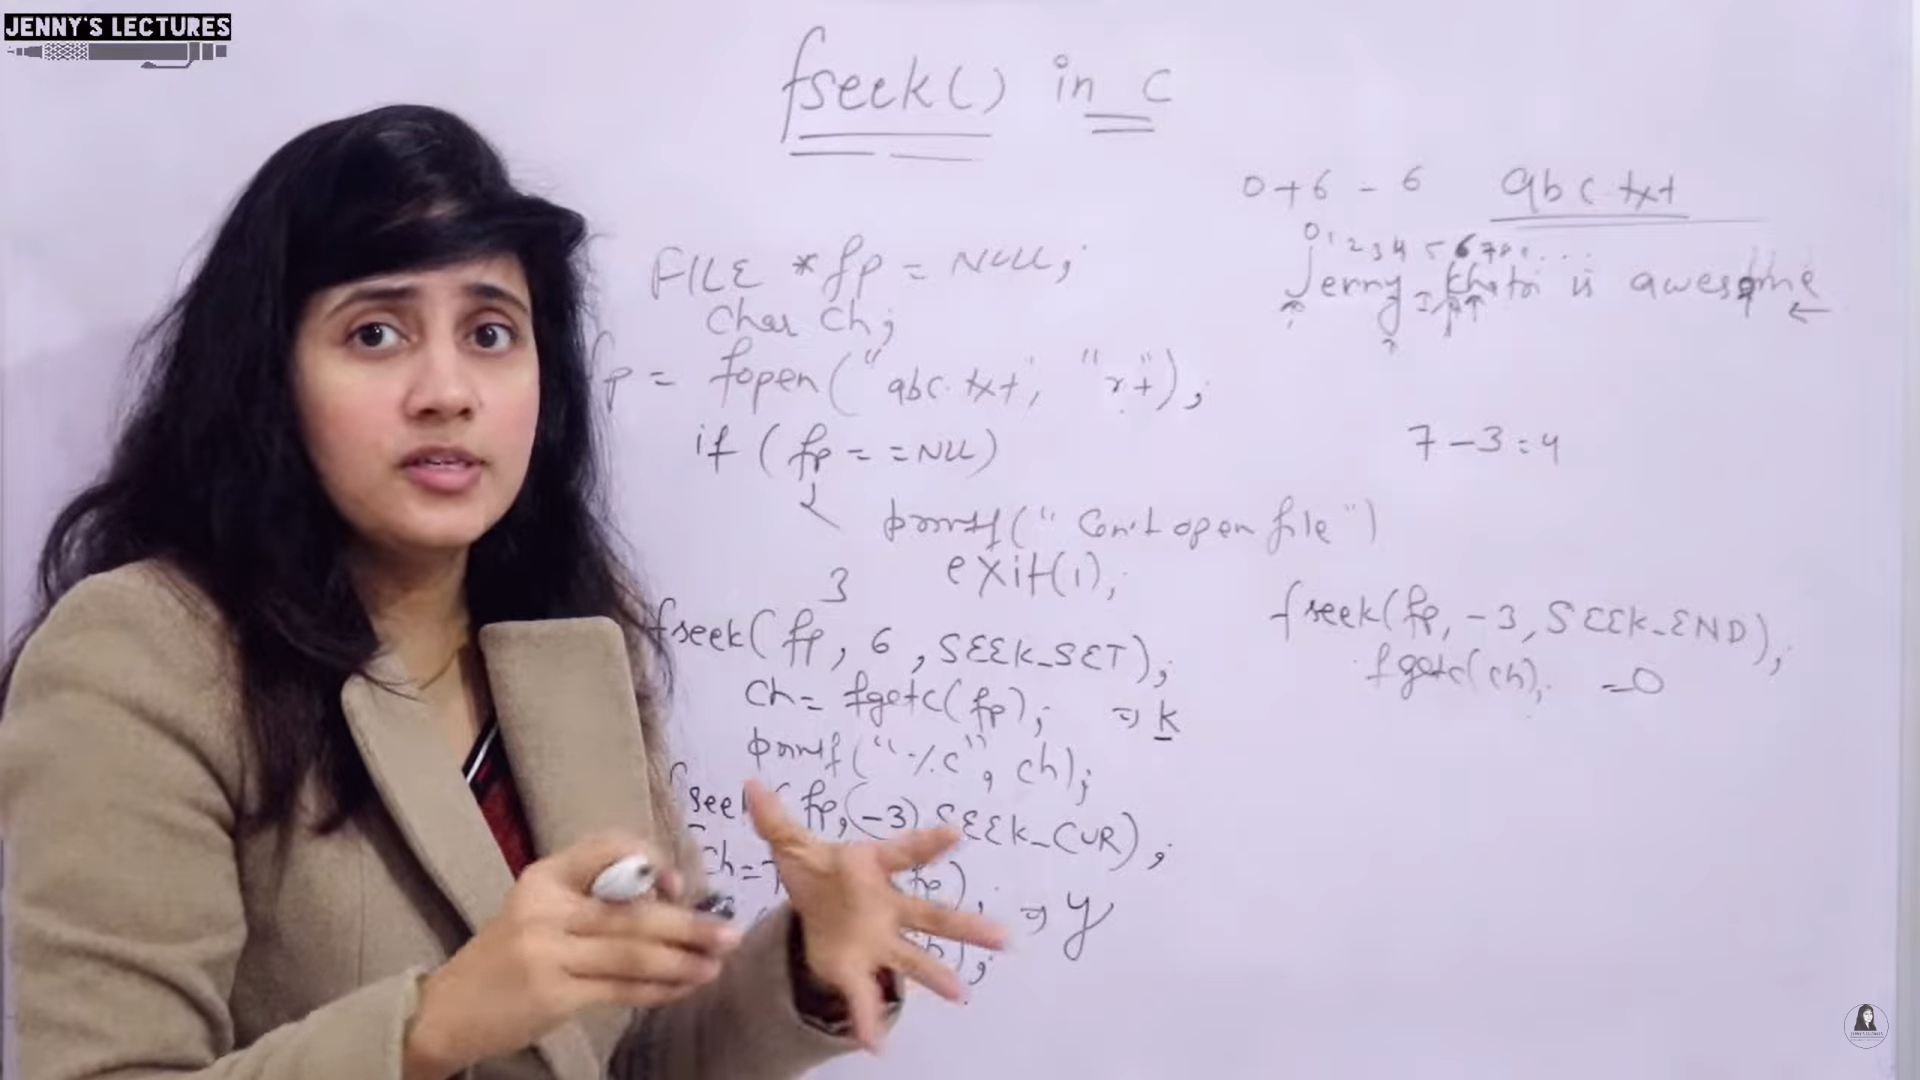 JENNY'S LECTURES
fseek() in C
0+6 - 6 abc.txt
0 1 2 3 4 5 6 7 8 9 ...
Jenny khatri is awesome
FILE *fp = NULL;
char ch;
fp = fopen("abc.txt", "r+");
if (fp == NULL)
{
printf("Can't open file")
exit(1);
7-3=4
3
fseek(fp, 6, SEEK_SET);
ch = fgetc(fp); => k
printf("%c", ch);
fseek(fp, (-3) SEEK_CUR);
ch= fp); => y
ch);
fseek(fp, -3, SEEK_END);
fgetc(ch); =0